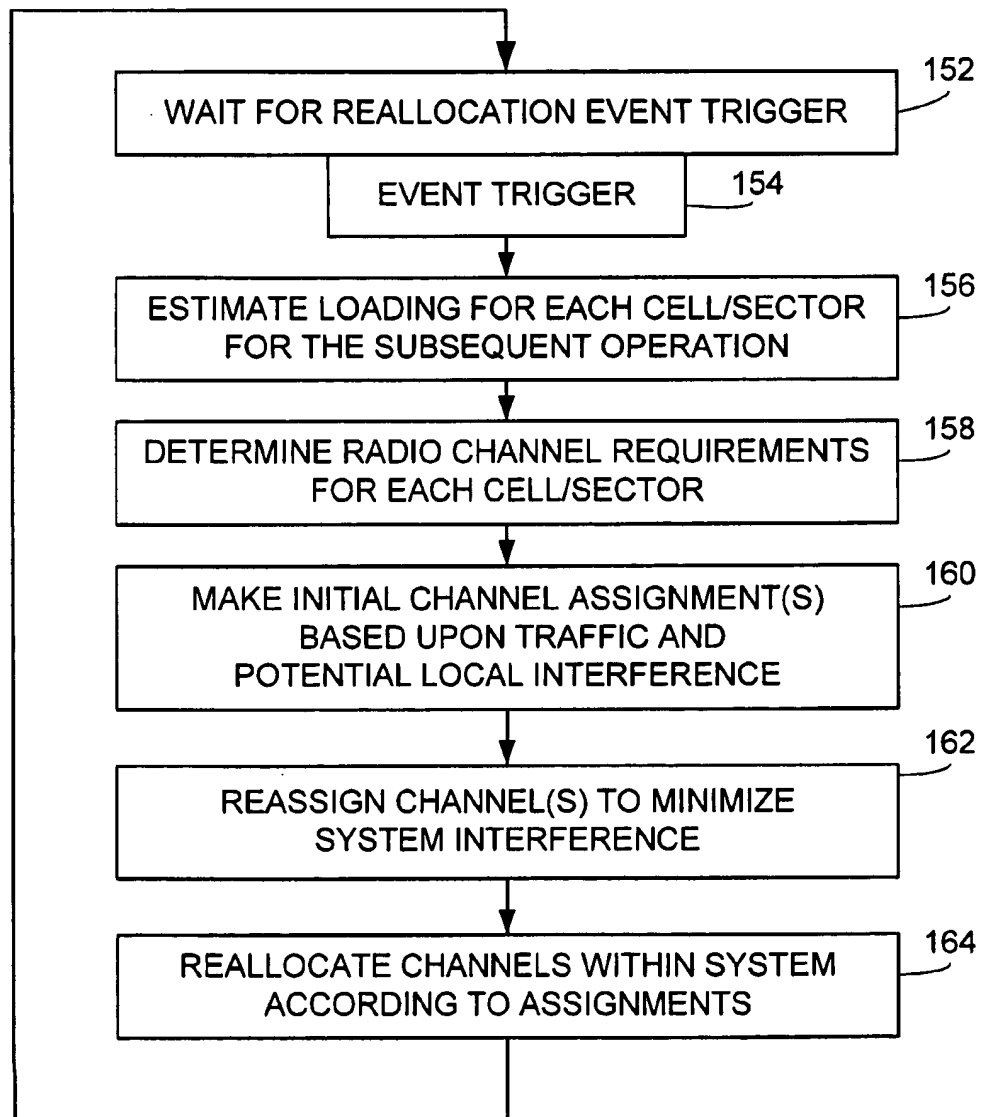 152
WAIT FOR REALLOCATION EVENT TRIGGER
EVENT TRIGGER
154
156
ESTIMATE LOADING FOR EACH CELL/SECTOR
FOR THE SUBSEQUENT OPERATION
158
DETERMINE RADIO CHANNEL REQUIREMENTS
FOR EACH CELL/SECTOR
160
MAKE INITIAL CHANNEL ASSIGNMENT(S)
BASED UPON TRAFFIC AND
POTENTIAL LOCAL INTERFERENCE
162
REASSIGN CHANNEL(S) TO MINIMIZE
SYSTEM INTERFERENCE
164
REALLOCATE CHANNELS WITHIN SYSTEM
ACCORDING TO ASSIGNMENTS